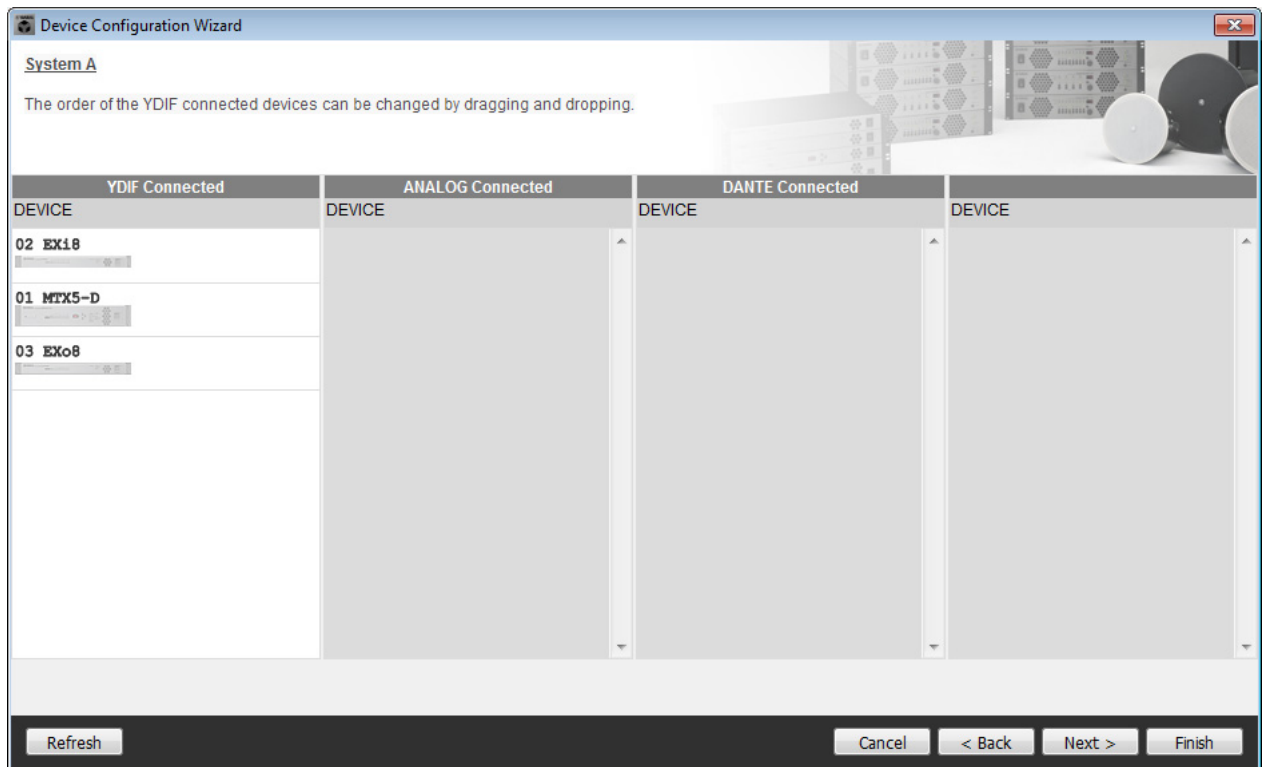 Device Configuration Wizard
System A
The order of the YDIF connected devices can be changed by dragging and dropping.
YDIF Connected
ANALOG Connected
DANTE Connected
DEVICE
DEVICE
DEVICE
DEVICE
02 EXi8
01 MTX5-D
03 EXo8
Refresh
Cancel
< Back
Next >
Finish